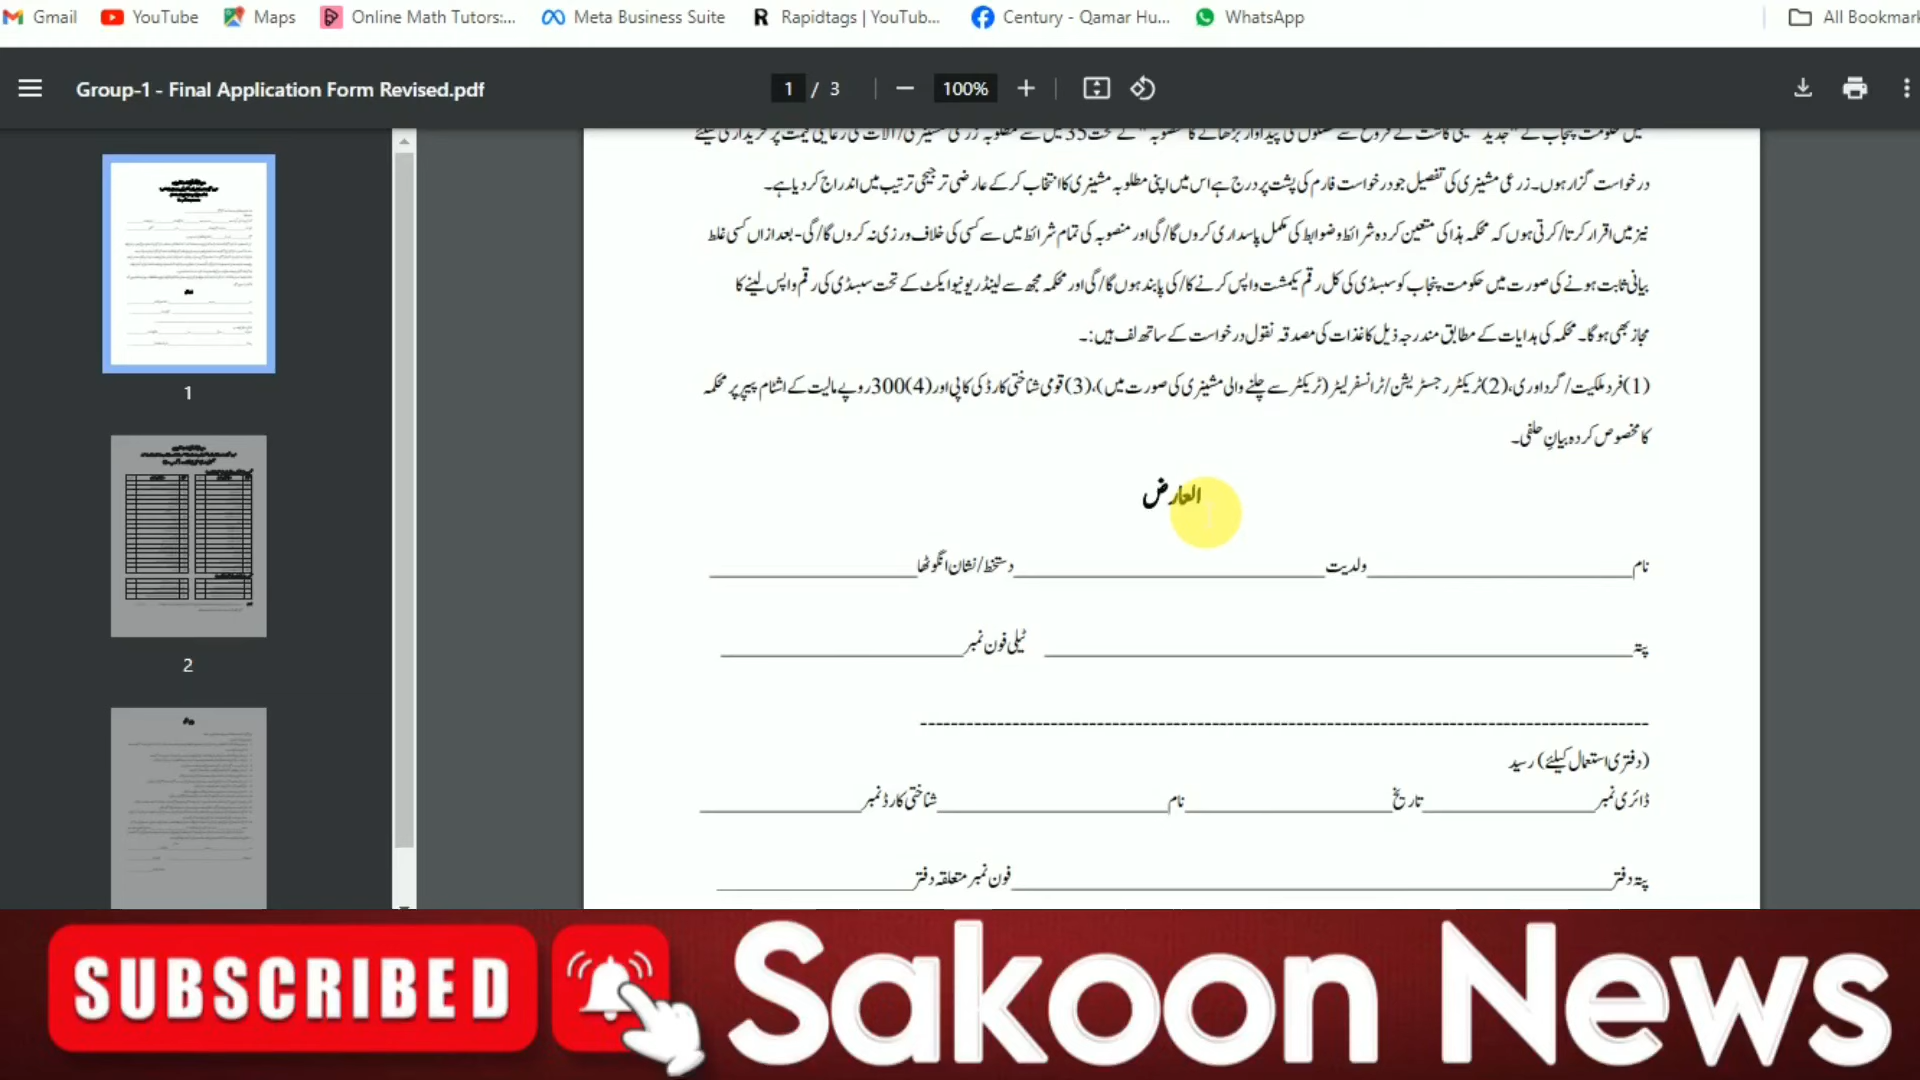 Gmail YouTube Maps Online Math Tutors:... Meta Business Suite Rapidtags | YouTub... Century - Qamar Hu... WhatsApp All Bookmark
Group-1 - Final Application Form Revised.pdf 1 / 3 100%
درخواست گزار ہوں۔ زرعی مشینری کی تفصیل جو درخواست فارم کی پشت پر درج ہے اس میں اپنی مطلوبہ مشینری کا انتخاب کر کے عارضی ترجیحی ترتیب میں اندراج کر دیا ہے۔
نیز میں اقرار کرتا/کرتی ہوں کہ محکمہ ہذا کی متعین کردہ شرائط و ضوابط کی مکمل پاسداری کروں گا/گی اور منصوبہ کی تمام شرائط میں سے کسی کی خلاف ورزی نہ کروں گا/گی- بعد ازاں کسی غلط
بیانی ثابت ہونے کی صورت میں حکومت پنجاب کو سبسڈی کی کل رقم یکمشت واپس کرنے کا/کی پابند ہوں گا/گی اور محکمہ مجھ سے لینڈ ریونیو ایکٹ کے تحت سبسڈی کی رقم واپس لینے کا
مجاز بھی ہوگا۔ محکمہ کی ہدایات کے مطابق مندرجہ ذیل کاغذات کی مصدقہ نقول درخواست کے ساتھ لف ہیں:۔
(1) فرد ملکیت/ گرداوری، (2) ٹریکٹر رجسٹریشن/ ٹرانسفر لیٹر (ٹریکٹر سے چلنے والی مشینری کی صورت میں)، (3) قومی شناختی کارڈ کی کاپی اور (4) 300 روپے مالیت کے اشٹام پیپر پر محکمہ
کا مخصوص کردہ بیانِ حلفی۔
العارض
نام ولدیت دستخط/ نشان انگوٹھا
پتہ ٹیلی فون نمبر
(دفتری استعمال کیلئے) رسید
ڈائری نمبر تاریخ نام شناختی کارڈ نمبر
پتہ دفتر فون نمبر متعلقہ دفتر
1
2
SUBSCRIBED Sakoon News